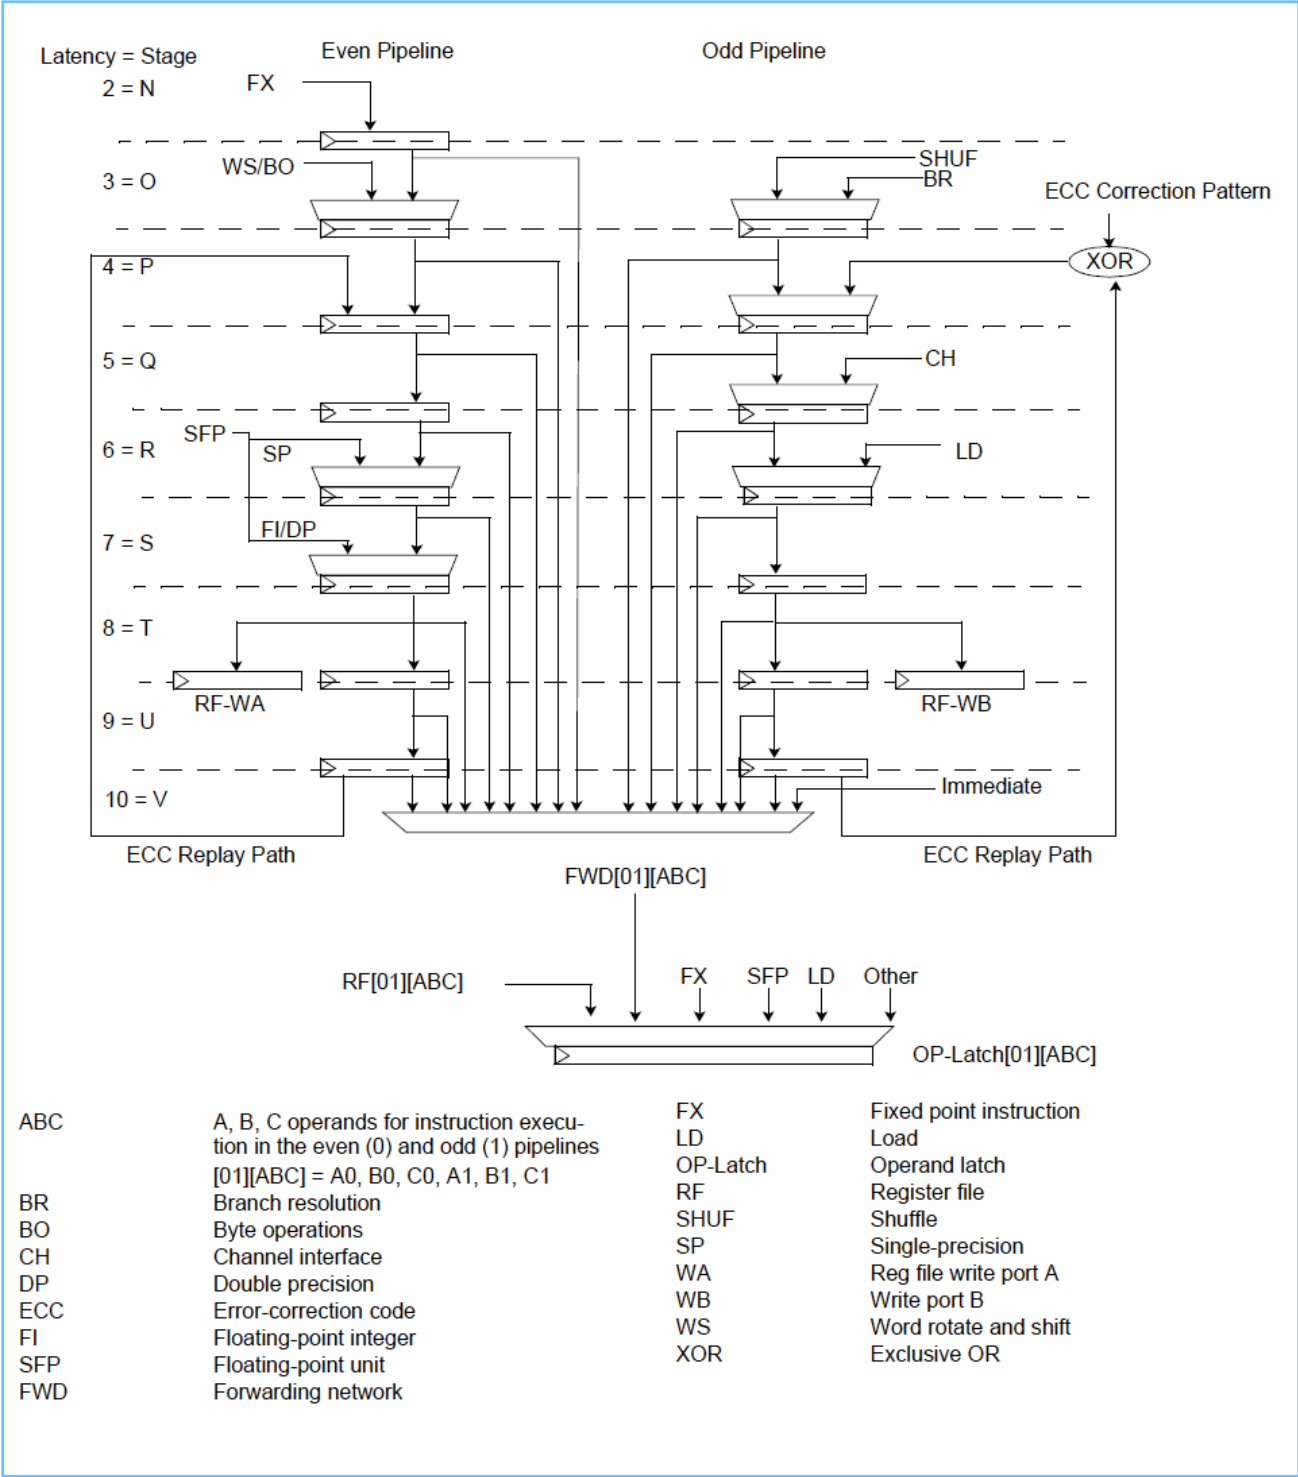 Even Pipeline
Odd Pipeline
Latency = Stage
2 = N
FX
WS/BO
SHUF
BR
3 = O
ECC Correction Pattern
4 = P
XOR
5 = Q
CH
SFP
SP
6 = R
LD
FI/DP
7 = S
8 = T
RF-WA
RF-WB
9 = U
10 = V
Immediate
ECC Replay Path
ECC Replay Path
FWD[01][ABC]
RF[01][ABC]
FX
SFP
LD
Other
OP-Latch[01][ABC]
ABC A, B, C operands for instruction execu-
tion in the even (0) and odd (1) pipelines
[01][ABC] = A0, B0, C0, A1, B1, C1
BR Branch resolution
BO Byte operations
CH Channel interface
DP Double precision
ECC Error-correction code
FI Floating-point integer
SFP Floating-point unit
FWD Forwarding network
FX Fixed point instruction
LD Load
OP-Latch Operand latch
RF Register file
SHUF Shuffle
SP Single-precision
WA Reg file write port A
WB Write port B
WS Word rotate and shift
XOR Exclusive OR